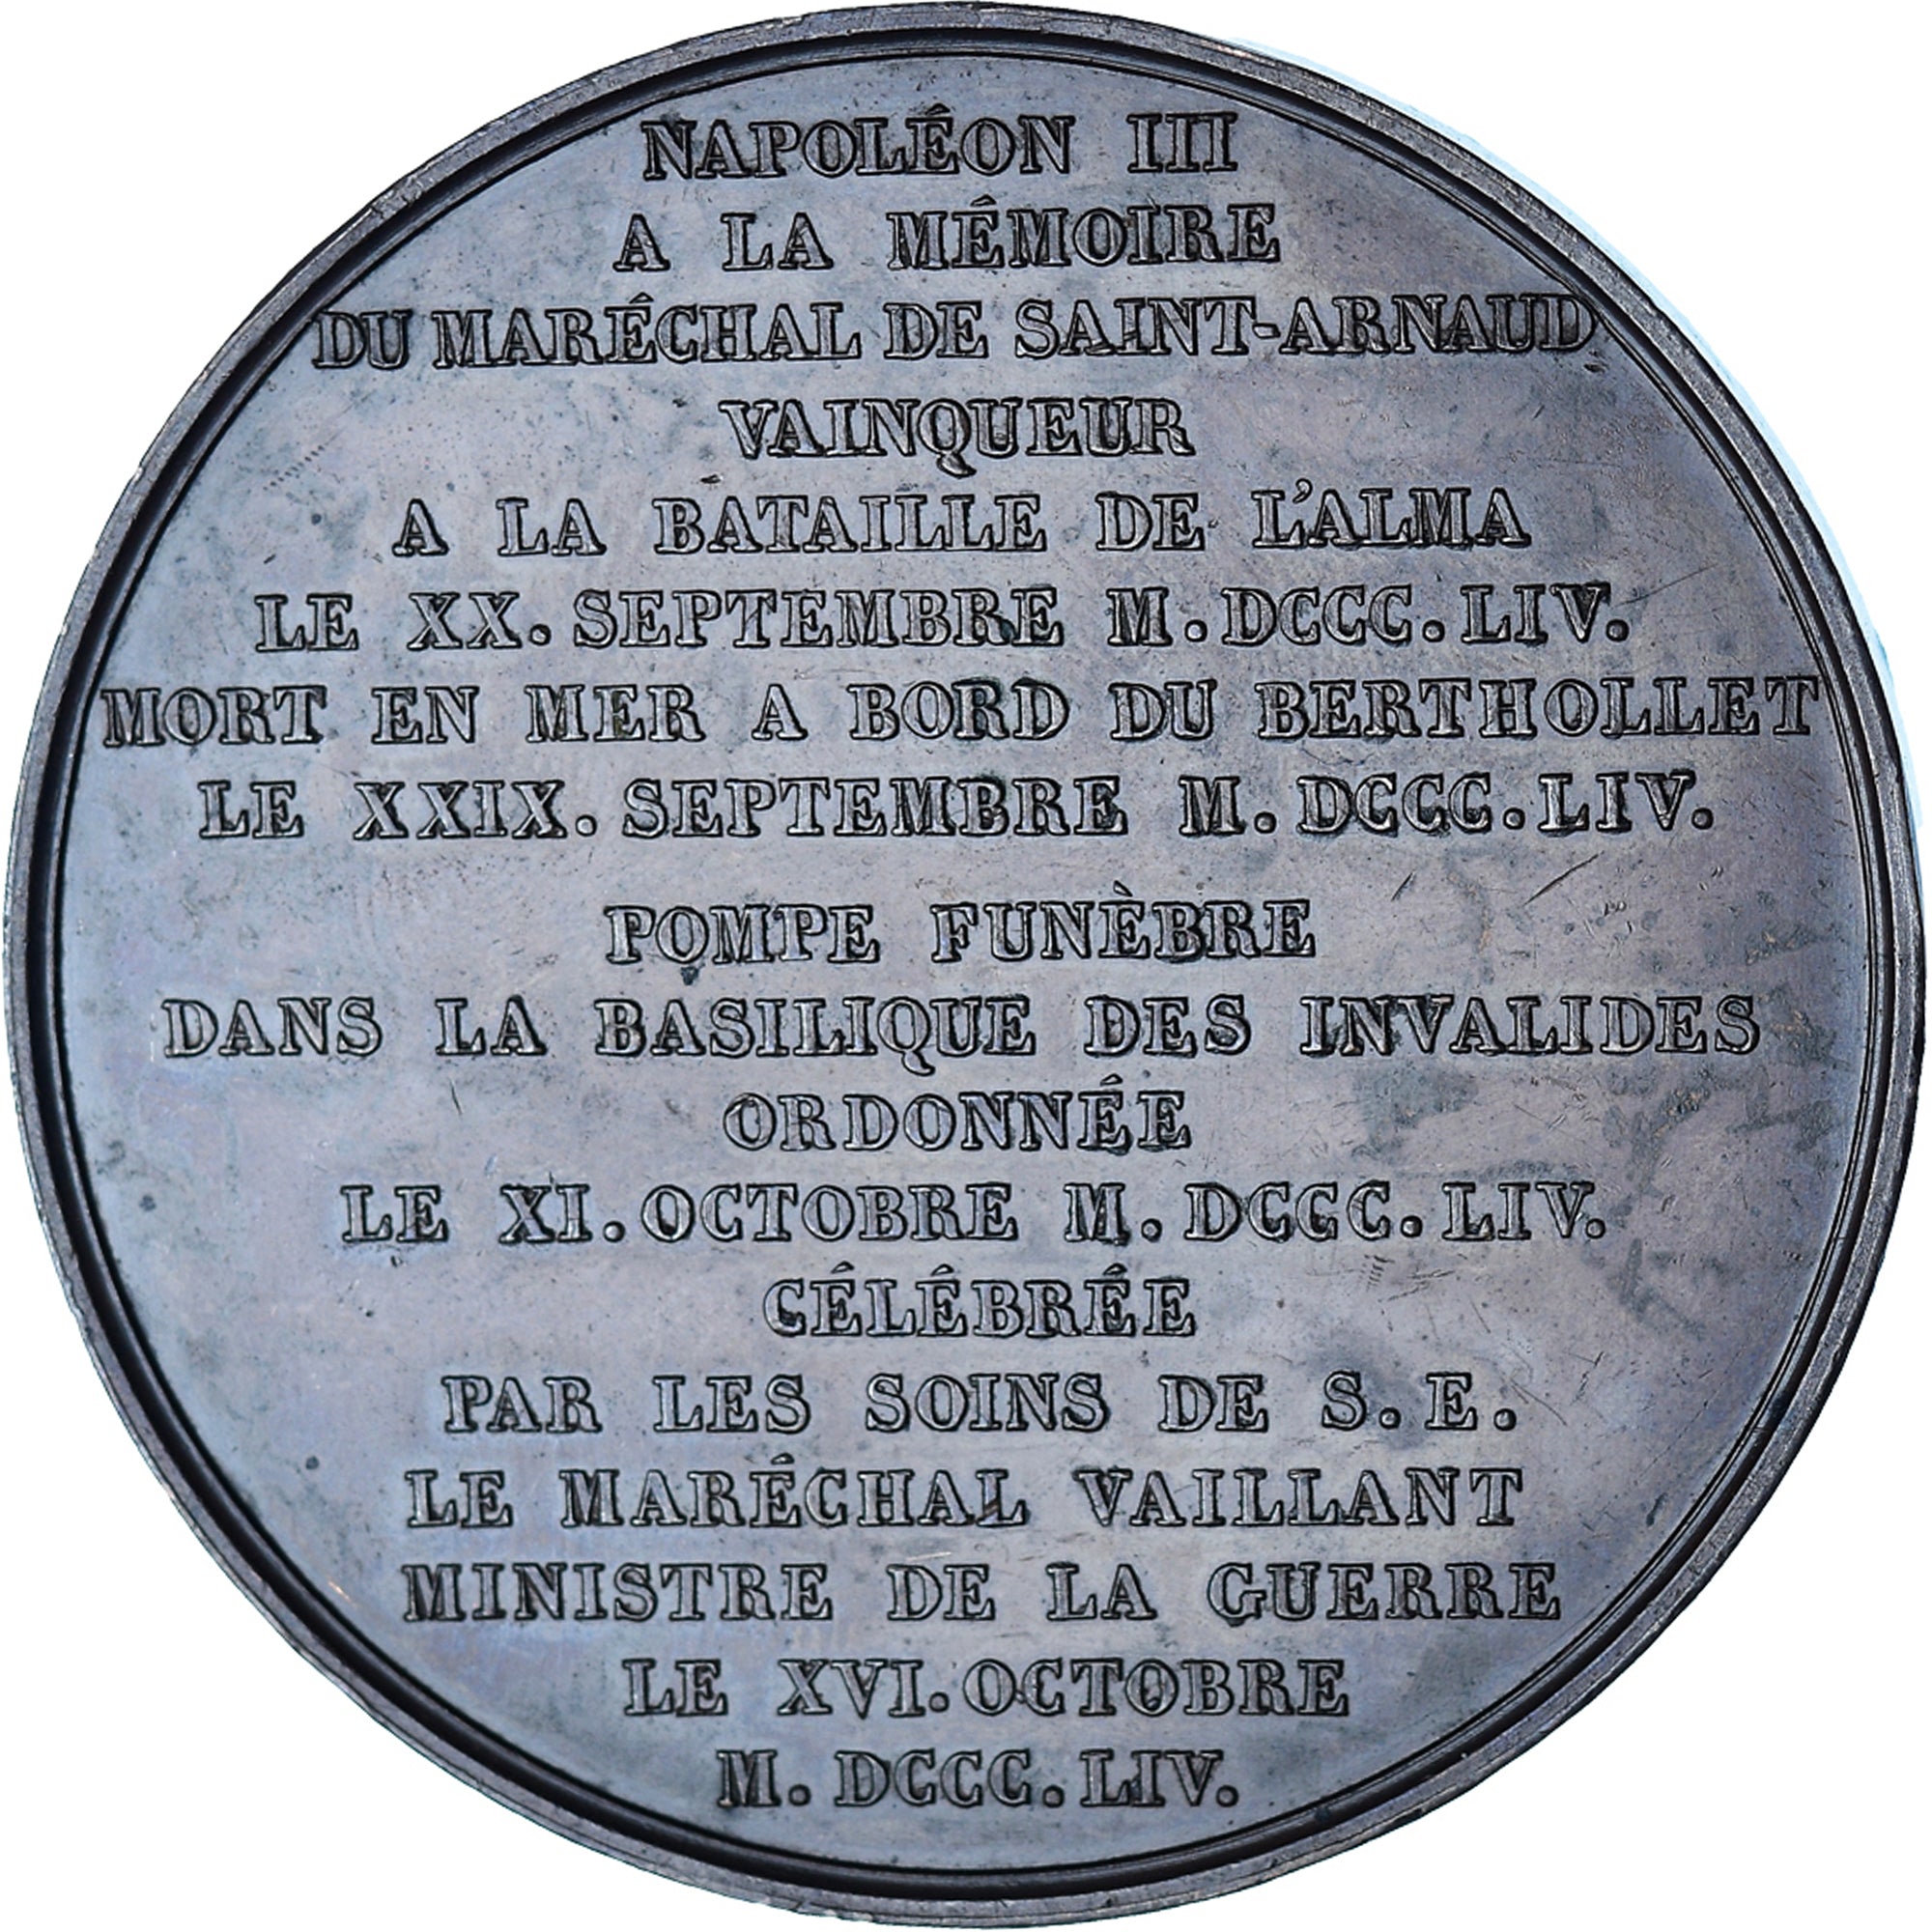 NAPOLÉON III
A LA MÉMOIRE
DU MARÉCHAL DE SAINT-ARNAUD
VAINQUEUR
A LA BATAILLE DE L'ALMA
LE XX. SEPTEMBRE M. DCCC. LIV.
MORT EN MER A BORD DU BERTHOLLET
LE XXIX. SEPTEMBRE M. DCCC. LIV.
POMPE FUNÈBRE
DANS LA BASILIQUE DES INVALIDES
ORDONNÉE
LE XI. OCTOBRE M. DCCC. LIV.
CÉLÉBRÉE
PAR LES SOINS DE S. E.
LE MARÉCHAL VAILLANT
MINISTRE DE LA GUERRE
LE XVI. OCTOBRE
M. DCCC. LIV.